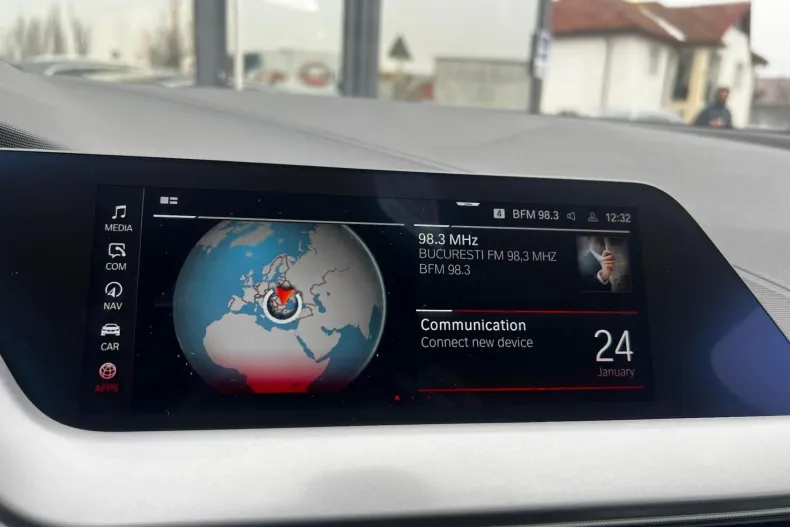 4 BFM 98.3 12:32
MEDIA
COM
NAV
CAR
APPS
98.3 MHz
BUCURESTI FM 98,3 MHZ
BFM 98.3
Communication
Connect new device
24
January